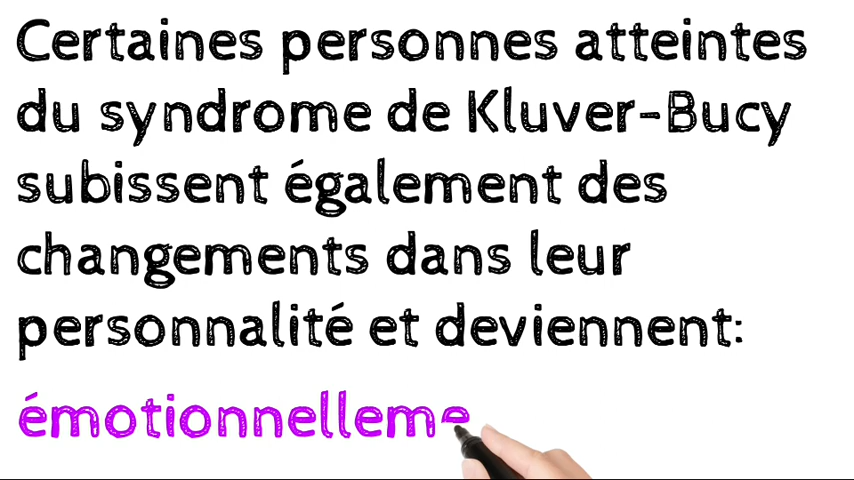 Certaines personnes atteintes
du syndrome de Kluver-Bucy
subissent également des
changements dans leur
personnalité et deviennent:
émotionnelleme